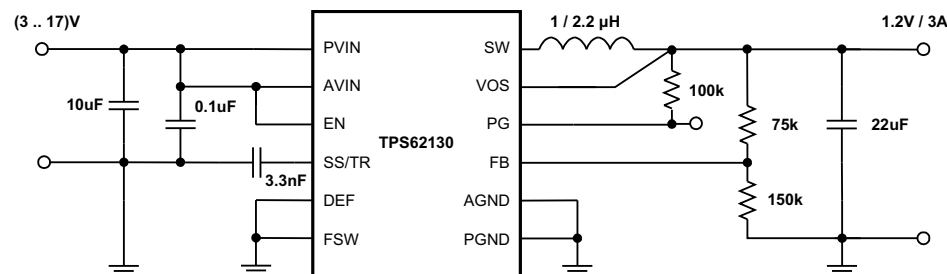 (3 .. 17)V
1 / 2.2 µH
1.2V / 3A
PVIN
SW
AVIN
VOS
10uF
0.1uF
100k
EN
PG
75k
22uF
TPS62130
SS/TR
FB
3.3nF
150k
DEF
AGND
FSW
PGND